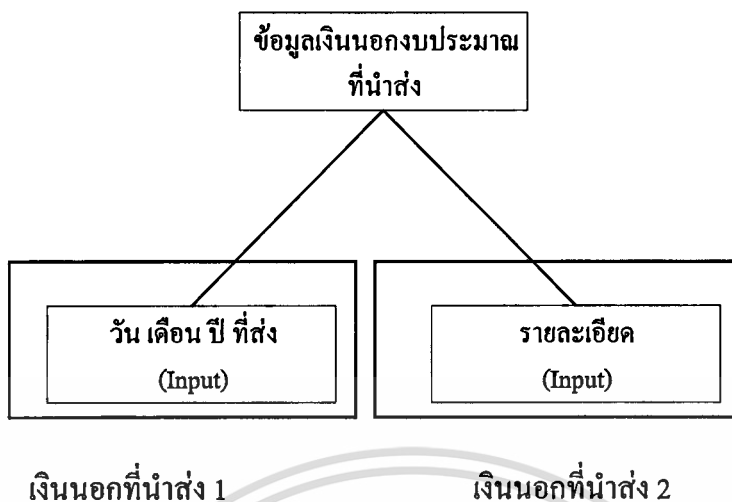 ข้อมูลเงินนอกงบประมาณ
ที่นำส่ง
วัน เดือน ปี ที่ส่ง
(Input)
รายละเอียด
(Input)
เงินนอกที่นำส่ง 1
เงินนอกที่นำส่ง 2